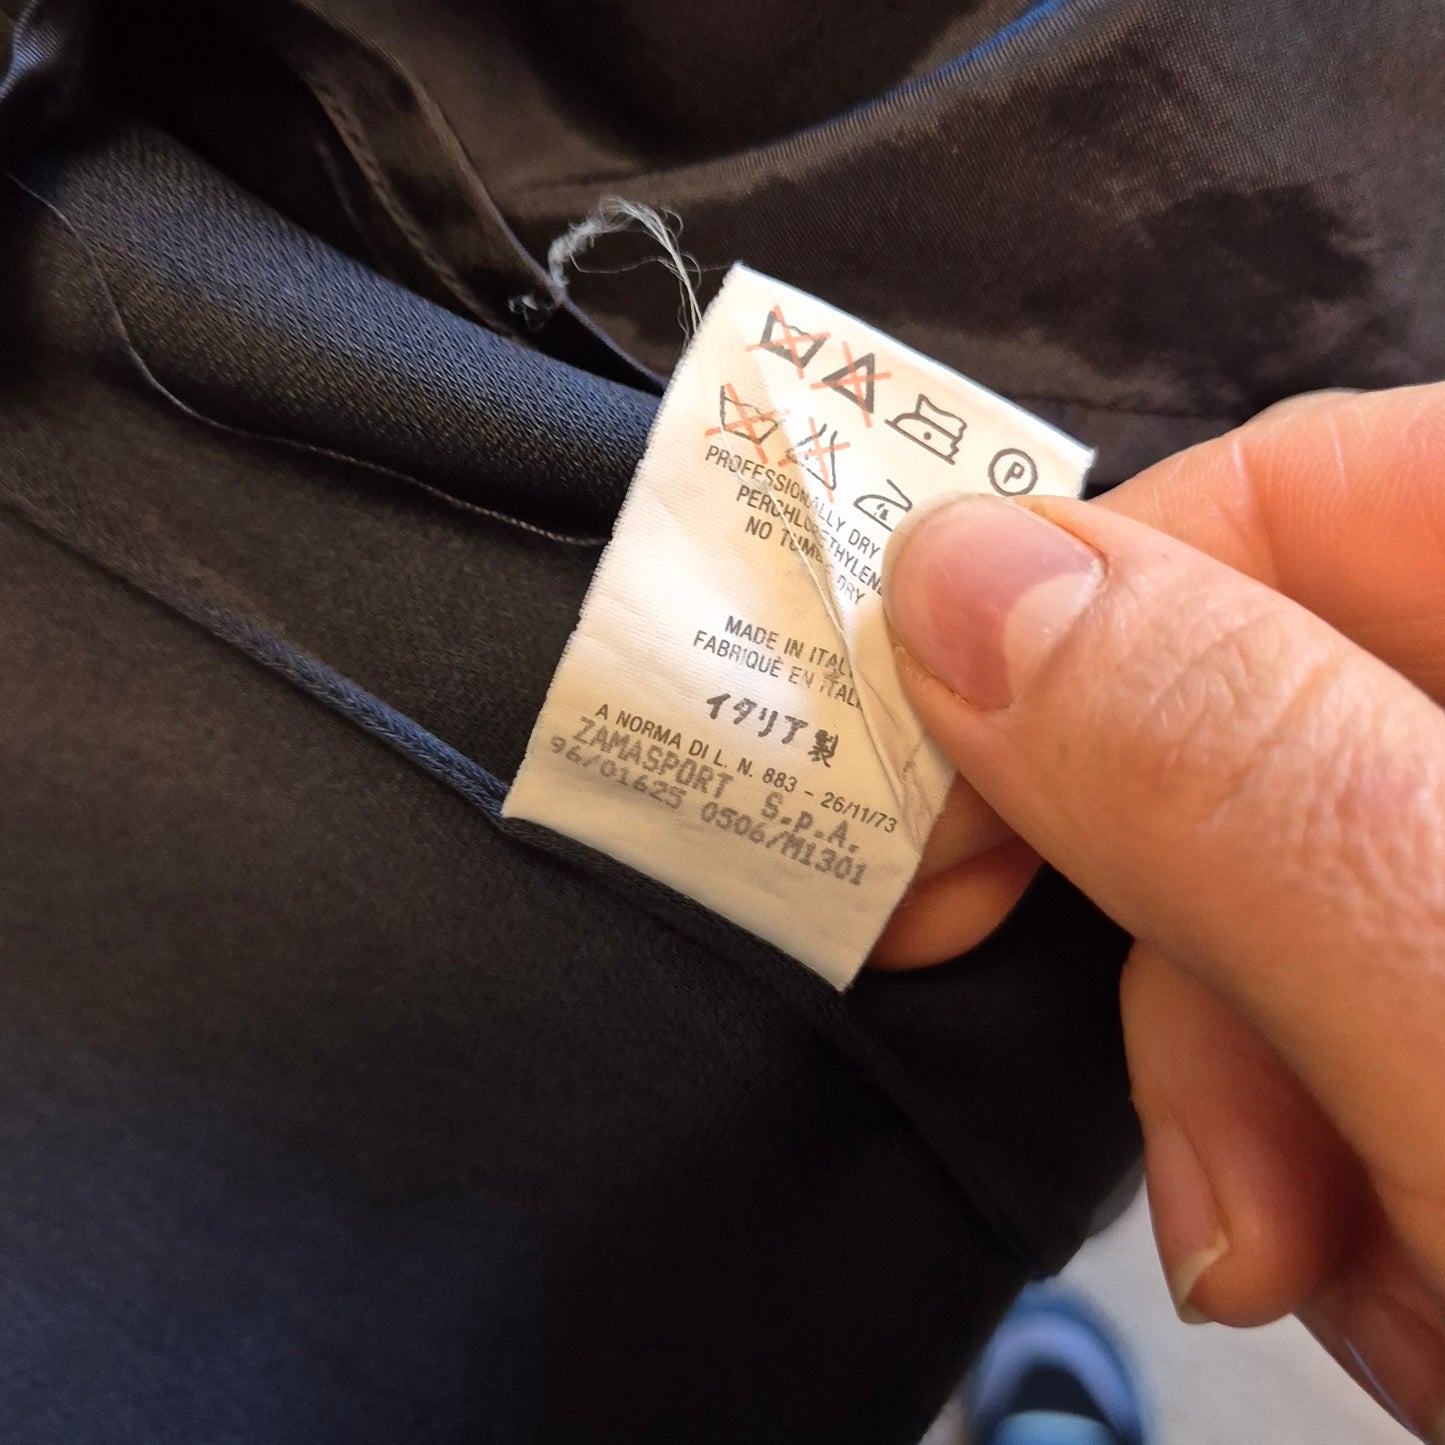 P
PROFESSIONALLY DRY
PERCHLORETHYLENE
NO TUMBLE DRY
MADE IN ITALY
FABRIQUÉ EN ITALIE
イタリア製
A NORMA DI L. N. 883 - 26/11/73
ZAMASPORT S.p.A.
96/01625 0506/M1301